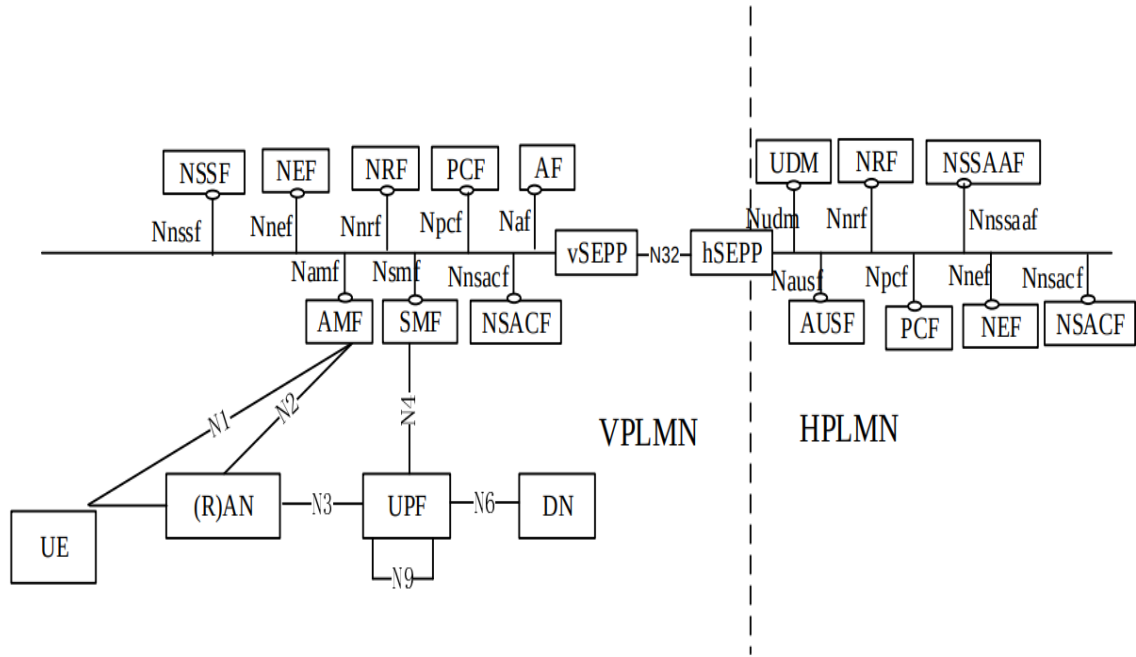 NSSF
NEF
NRF
PCF
AF
UDM
NRF
NSSAAF
Nnssf
Nnef
Nnrf
Npcf
Naf
Nudm
Nnrf
Nnssaaf
vSEPP
N32
hSEPP
Namf
Nsmf
Nnsacf
Nausf
Npcf
Nnef
Nnsacf
AMF
SMF
NSACF
AUSF
PCF
NEF
NSACF
N1
N2
N4
VPLMN
HPLMN
(R)AN
N3
UPF
N6
DN
UE
N9